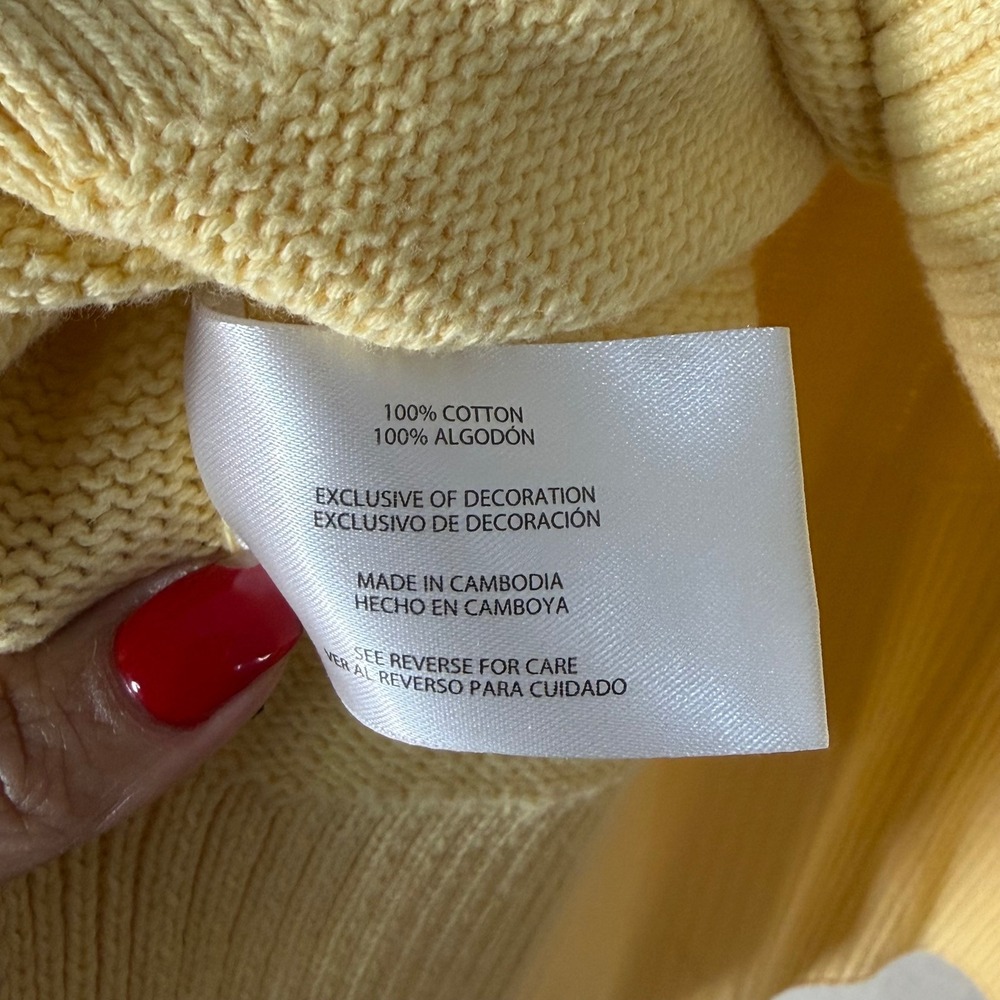 100% COTTON
100% ALGODÓN
EXCLUSIVE OF DECORATION
EXCLUSIVO DE DECORACIÓN
MADE IN CAMBODIA
HECHO EN CAMBOYA
SEE REVERSE FOR CARE
VER AL REVERSO PARA CUIDADO